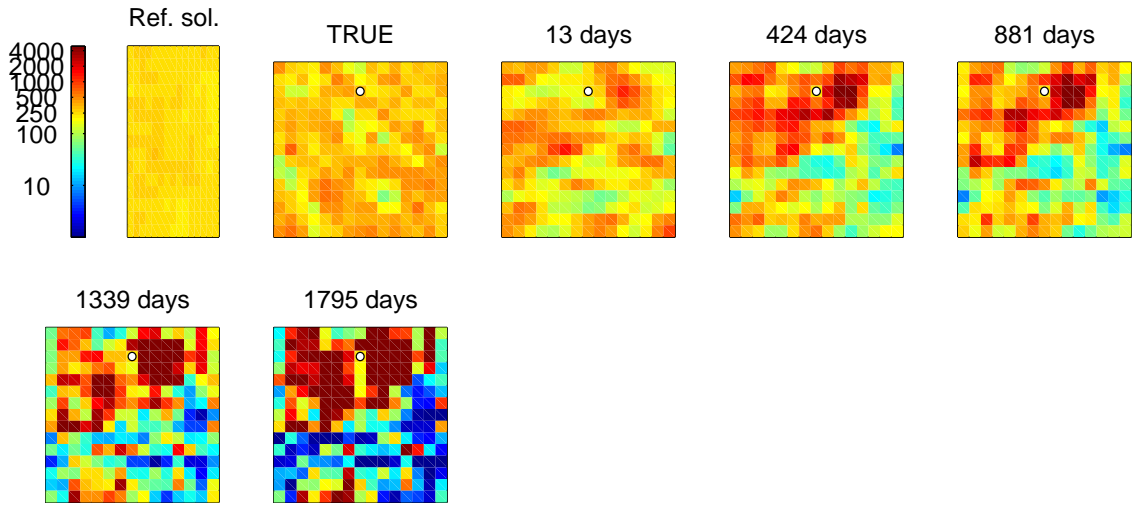 Ref. sol.
TRUE
13 days
424 days
881 days
4000
2000
1000
500
250
100
10
1339 days
1795 days